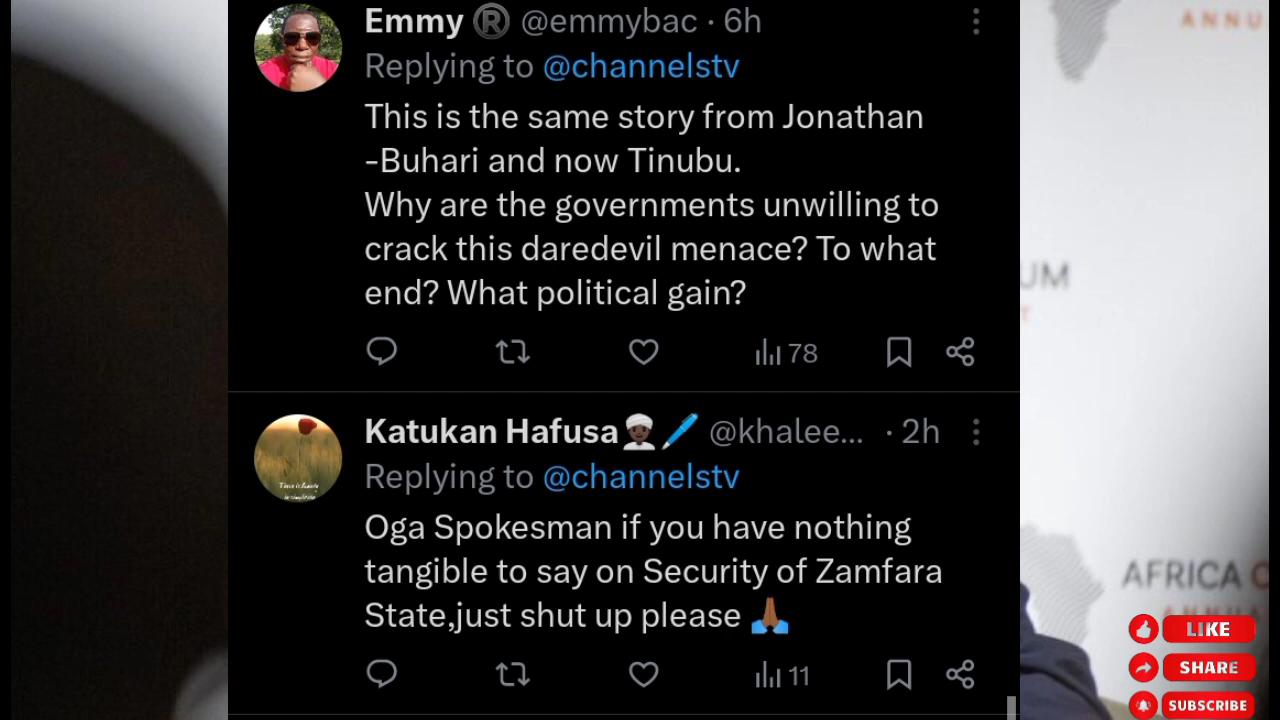 Emmy ® @emmybac · 6h
Replying to @channelstv
This is the same story from Jonathan
-Buhari and now Tinubu.
Why are the governments unwilling to
crack this daredevil menace? To what
end? What political gain?
78
Katukan Hafusa👳🏿🖊️ @khalee... · 2h
Replying to @channelstv
Oga Spokesman if you have nothing
tangible to say on Security of Zamfara
State,just shut up please 🙏🏾
11
ANNU
UM
T
AFRICA C
ANNUA
LIKE
SHARE
SUBSCRIBE